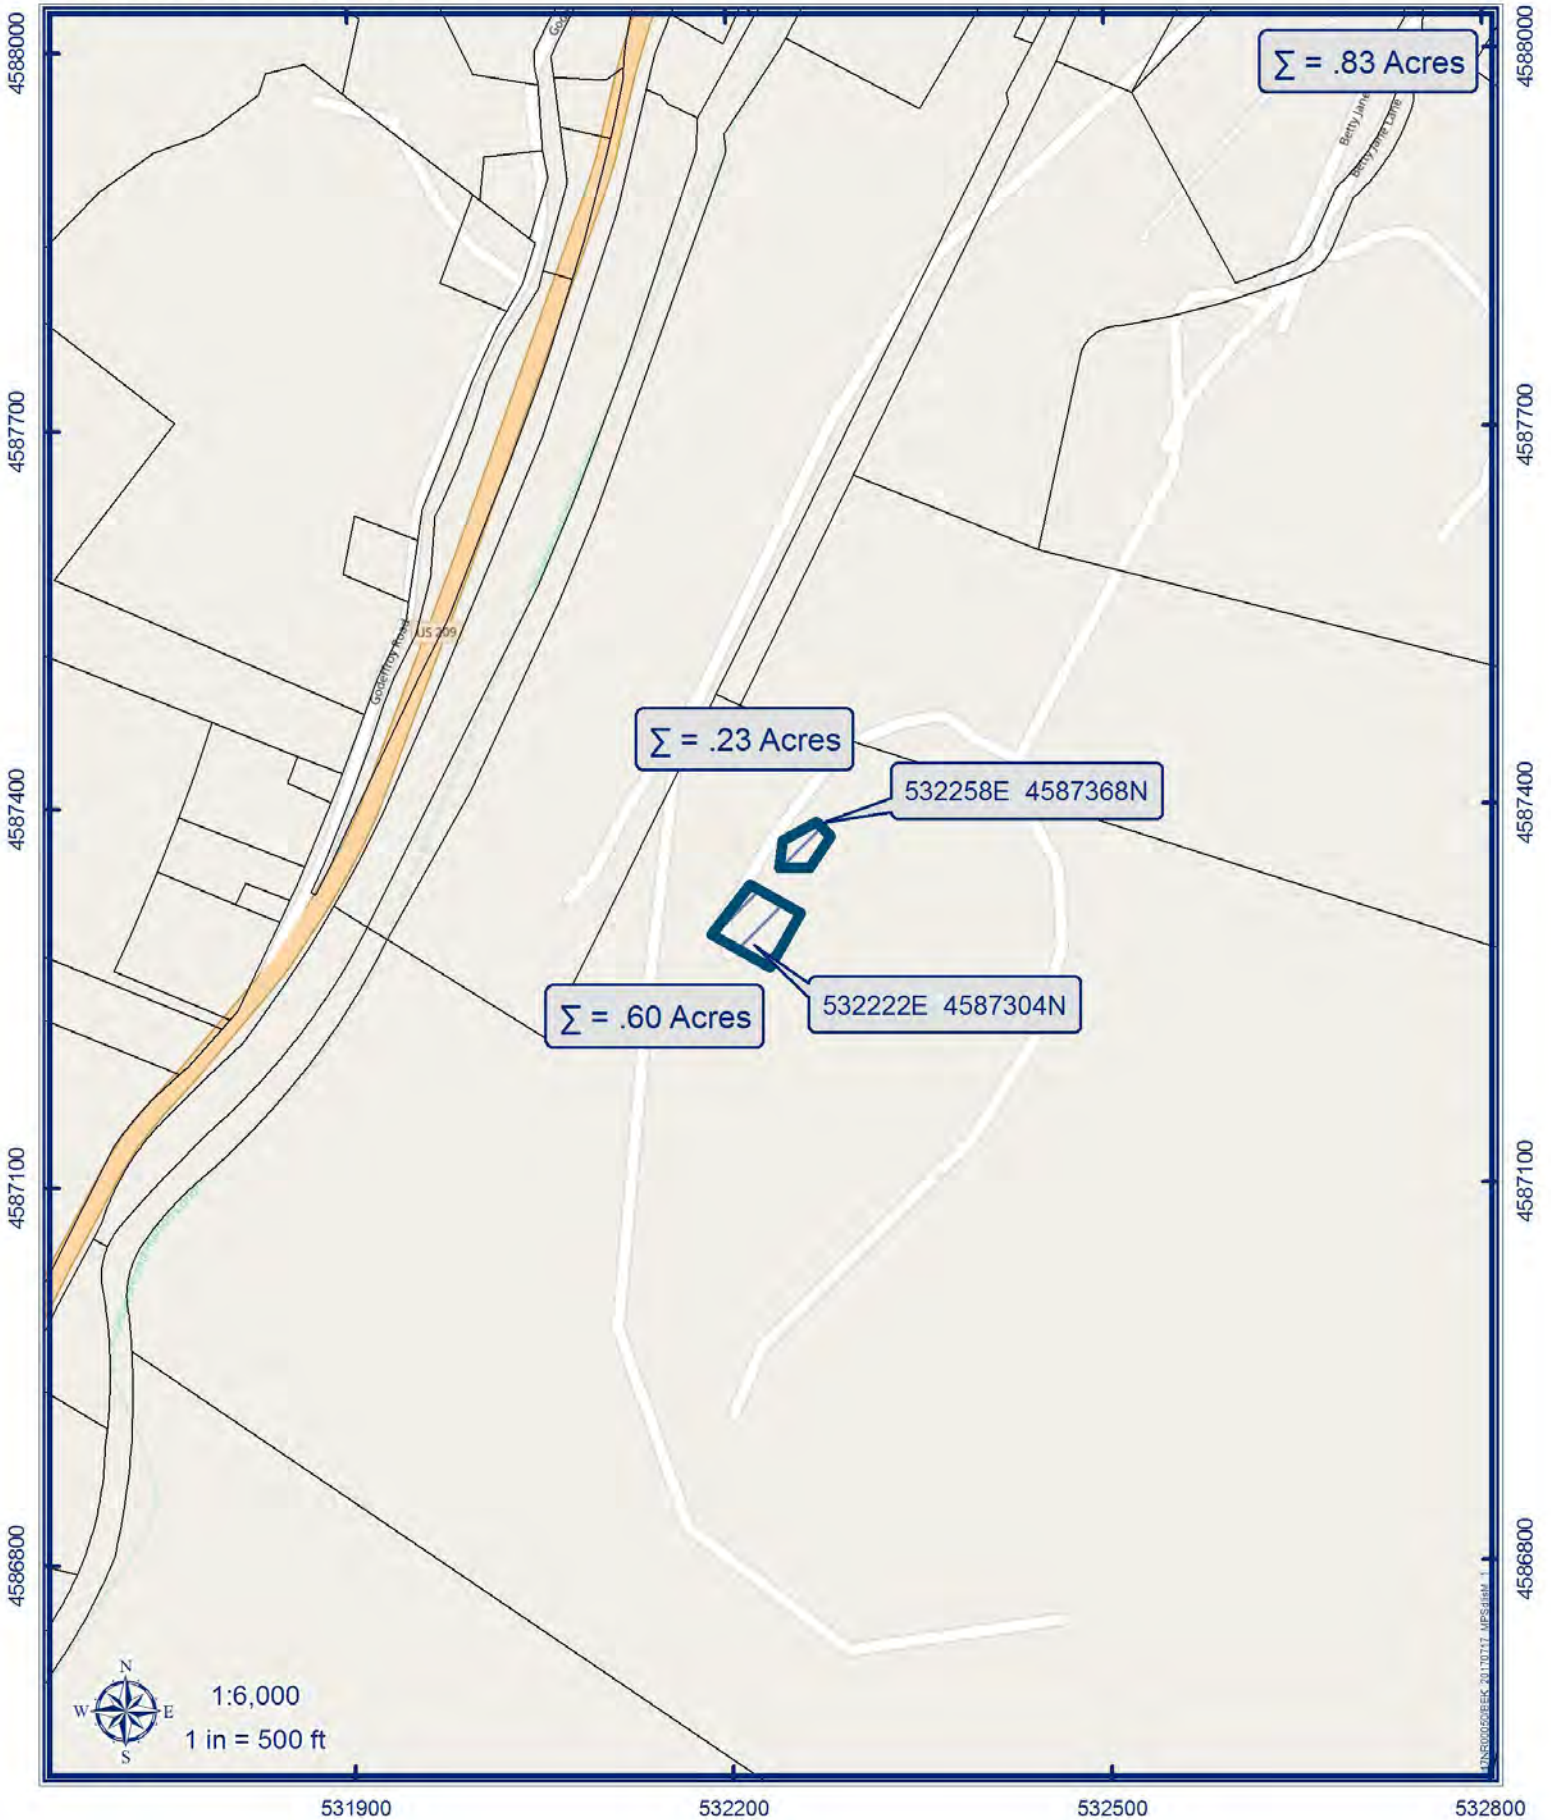 4588000
4588000
∑ = .83 Acres
Betty Jane
Betty Jane Lane
4587700
4587700
US 209
Godeffroy Road
∑ = .23 Acres
532258E 4587368N
4587400
4587400
∑ = .60 Acres
532222E 4587304N
4587100
4587100
4586800
4586800
N
W E
S
1:6,000
1 in = 500 ft
531900
532200
532500
532800